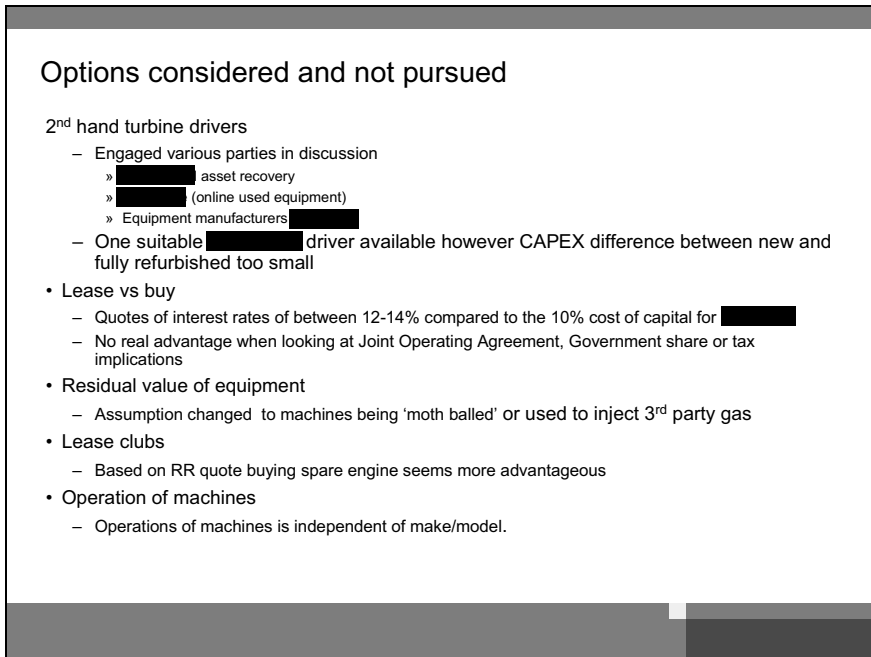 Options considered and not pursued
2nd hand turbine drivers
– Engaged various parties in discussion
» asset recovery
» (online used equipment)
» Equipment manufacturers
– One suitable driver available however CAPEX difference between new and
fully refurbished too small
• Lease vs buy
– Quotes of interest rates of between 12-14% compared to the 10% cost of capital for
– No real advantage when looking at Joint Operating Agreement, Government share or tax
implications
• Residual value of equipment
– Assumption changed to machines being ‘moth balled’ or used to inject 3rd party gas
• Lease clubs
– Based on RR quote buying spare engine seems more advantageous
• Operation of machines
– Operations of machines is independent of make/model.